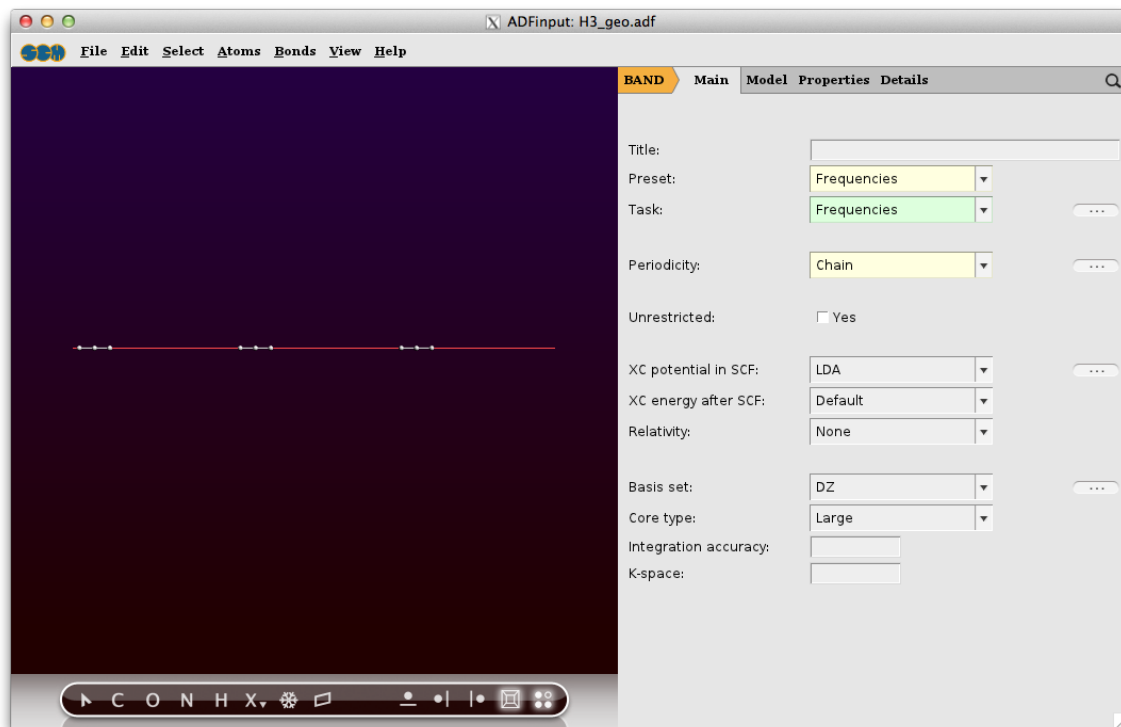 ADFinput: H3_geo.adf
SCM File Edit Select Atoms Bonds View Help
BAND Main Model Properties Details
Title:
Preset: Frequencies
Task: Frequencies ...
Periodicity: Chain ...
Unrestricted: Yes
XC potential in SCF: LDA ...
XC energy after SCF: Default
Relativity: None
Basis set: DZ ...
Core type: Large
Integration accuracy:
K-space:
C O N H X